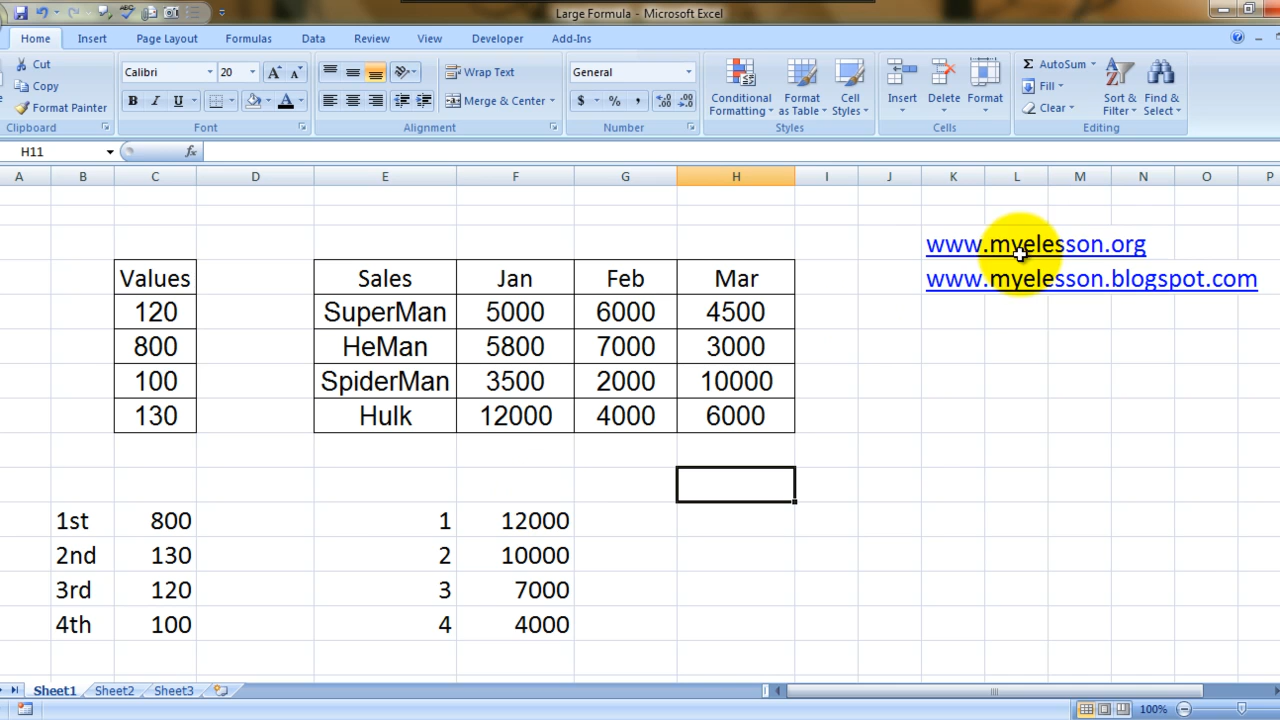 Large Formula - Microsoft Excel
Home Insert Page Layout Formulas Data Review View Developer Add-Ins
Cut
Copy
Format Painter
Clipboard
Calibri 20
B I U A
Font
Wrap Text
Merge & Center
Alignment
General
$ % ,
Number
Conditional Formatting
Format as Table
Cell Styles
Styles
Insert Delete Format
Cells
AutoSum
Fill
Clear
Sort & Filter
Find & Select
Editing
H11 fx
A B C D E F G H I J K L M N O P
www.myelesson.org
Values Sales Jan Feb Mar www.myelesson.blogspot.com
120 SuperMan 5000 6000 4500
800 HeMan 5800 7000 3000
100 SpiderMan 3500 2000 10000
130 Hulk 12000 4000 6000
1st 800 1 12000
2nd 130 2 10000
3rd 120 3 7000
4th 100 4 4000
Sheet1 Sheet2 Sheet3
100%